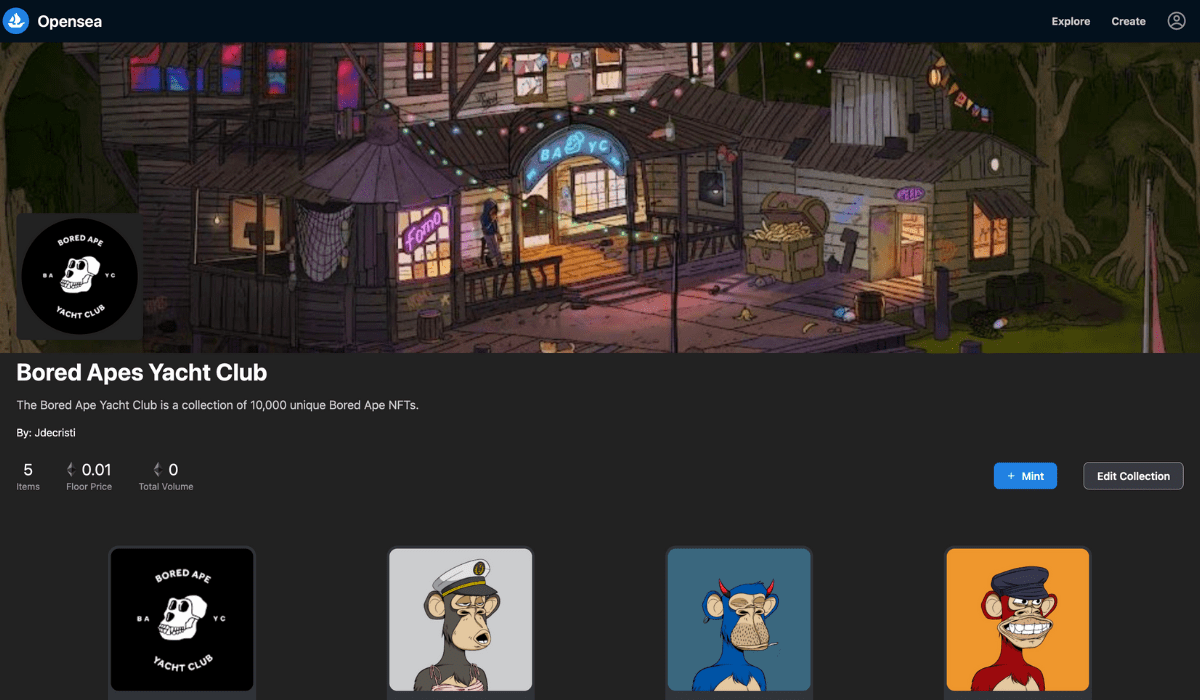 Opensea
Explore
Create
BAYC
Fomo
BORED APE
BA YC
YACHT CLUB
Bored Apes Yacht Club
The Bored Ape Yacht Club is a collection of 10,000 unique Bored Ape NFTs.
By: Jdecristi
5
Items
0.01
Floor Price
0
Total Volume
+ Mint
Edit Collection
BORED APE
BA YC
YACHT CLUB